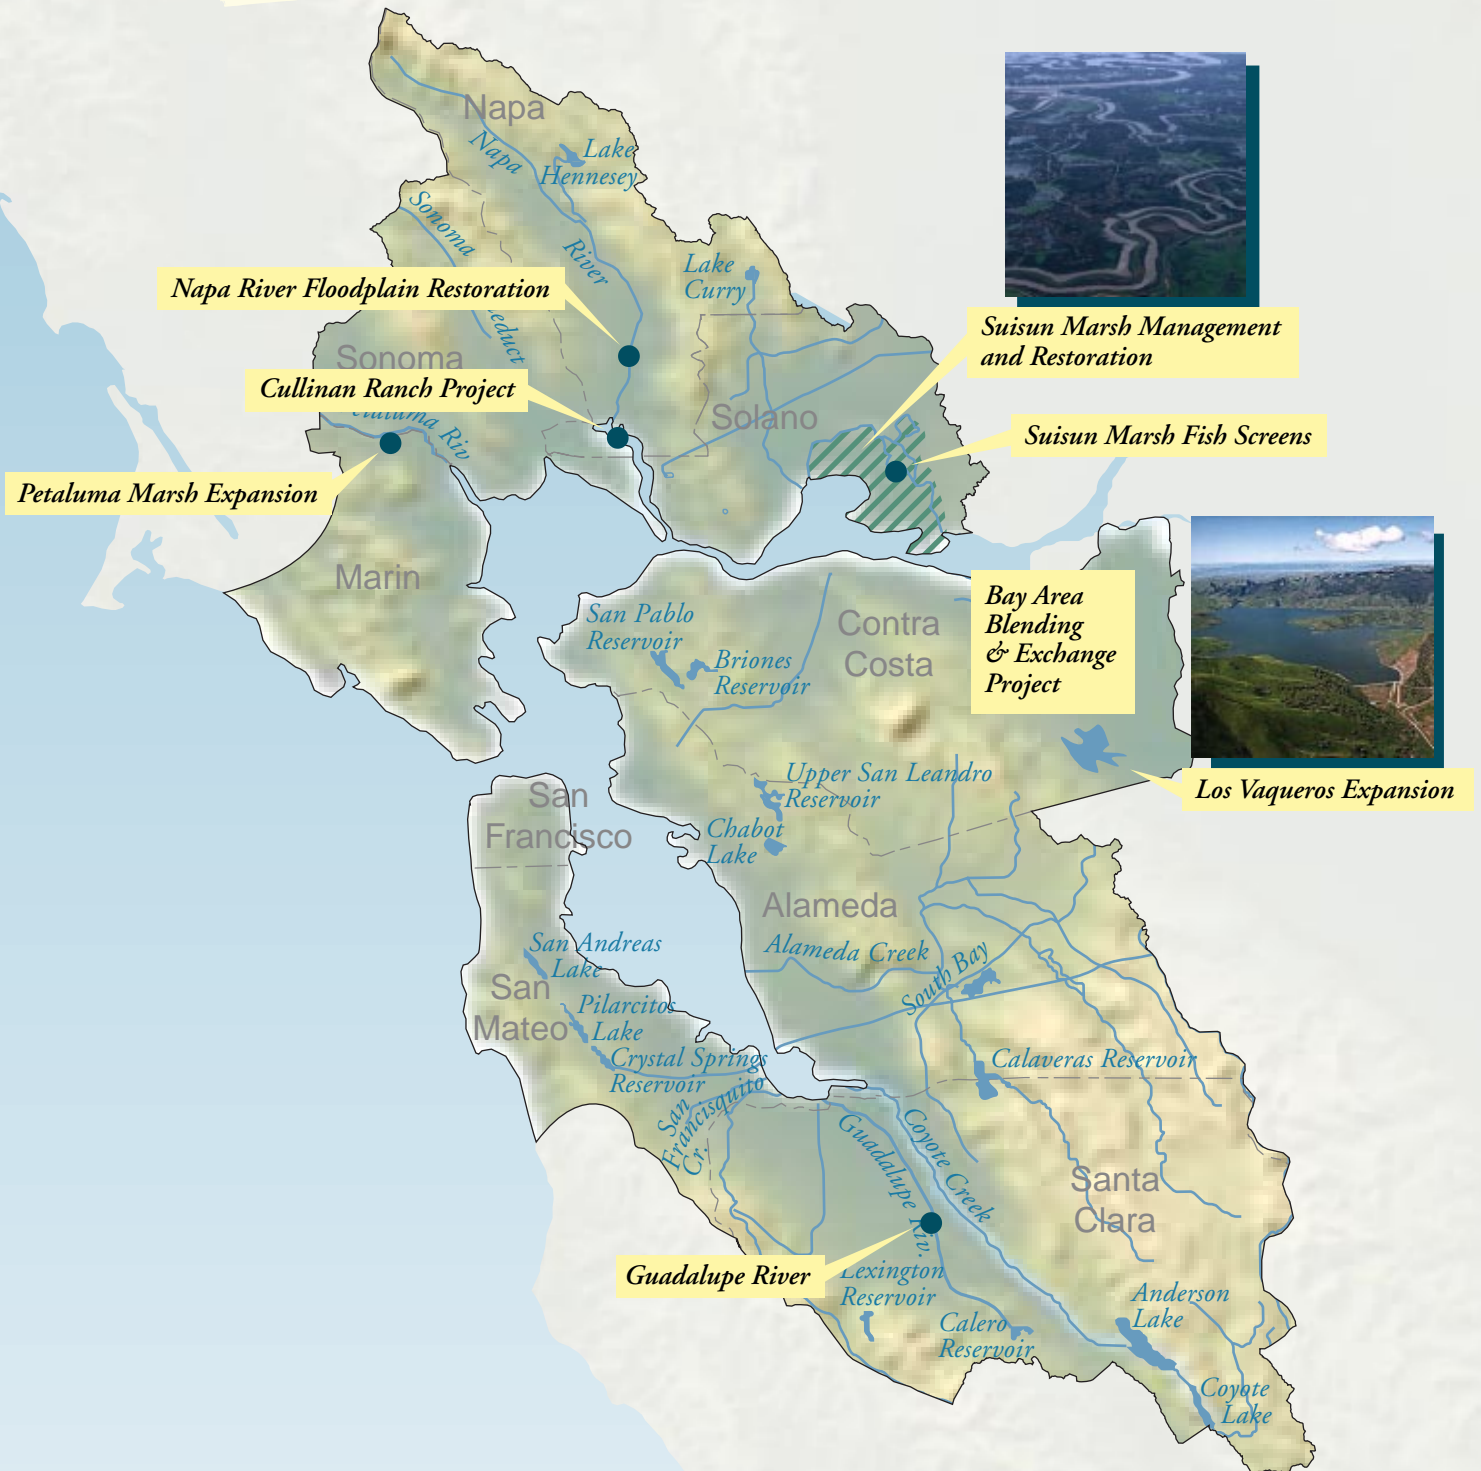 Napa
Napa
River
Lake
Hennesey
Sonoma
Lake
Curry
Napa River Floodplain Restoration
Suisun Marsh Management
and Restoration
Sonoma
Cullinan Ranch Project
Solano
Suisun Marsh Fish Screens
Petaluma Marsh Expansion
Marin
San Pablo
Reservoir
Briones
Reservoir
Contra
Costa
Bay Area
Blending
& Exchange
Project
Upper San Leandro
Reservoir
Los Vaqueros Expansion
San
Francisco
Chabot
Lake
Alameda
Alameda Creek
South Bay
San Andreas
Lake
San
Mateo
Pilarcitos
Lake
Crystal Springs
Reservoir
San
Francisquito
Cr.
Calaveras Reservoir
Guadalupe Riv.
Coyote Creek
Santa
Clara
Guadalupe River
Lexington
Reservoir
Calero
Reservoir
Anderson
Lake
Coyote
Lake